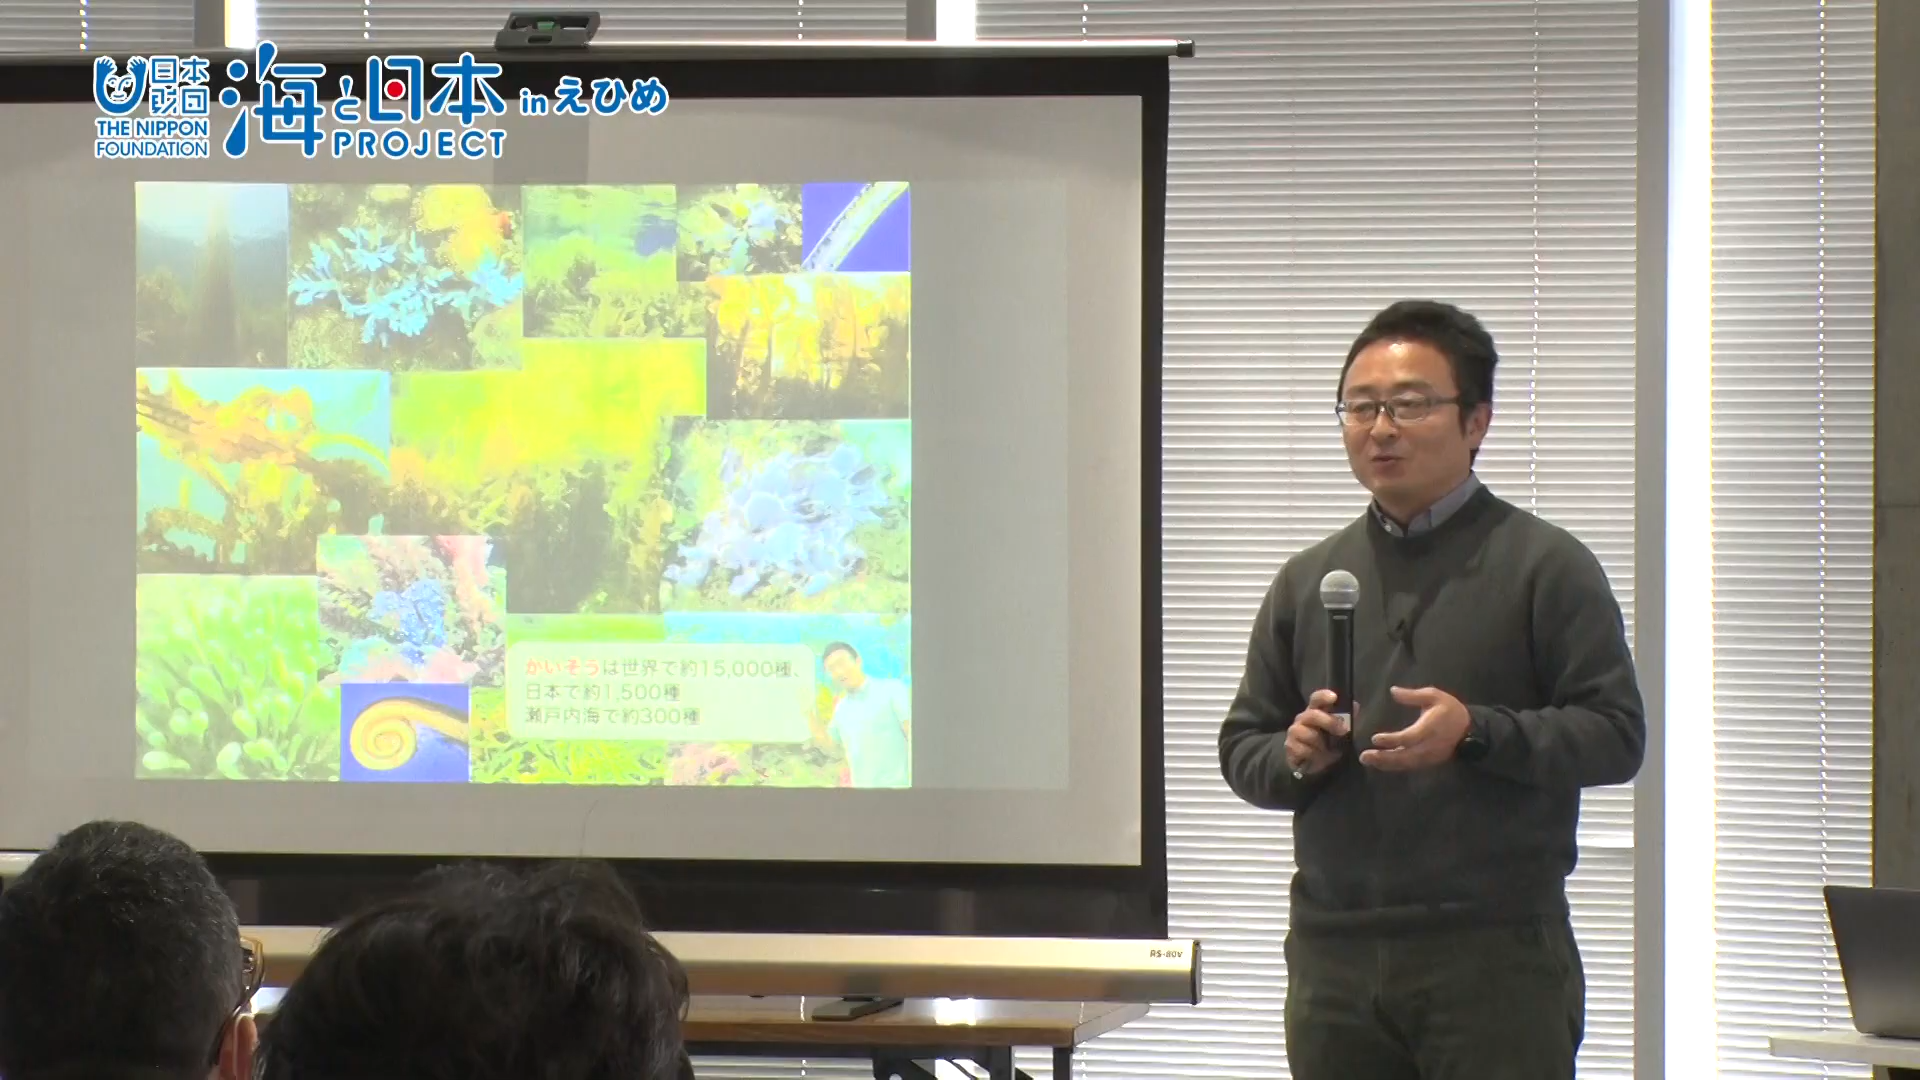 日本
財団
THE NIPPON
FOUNDATION
海と日本
PROJECT
in えひめ
かいそうは世界で約15,000種、
日本で約1,500種
瀬戸内海で約300種
RS-80V